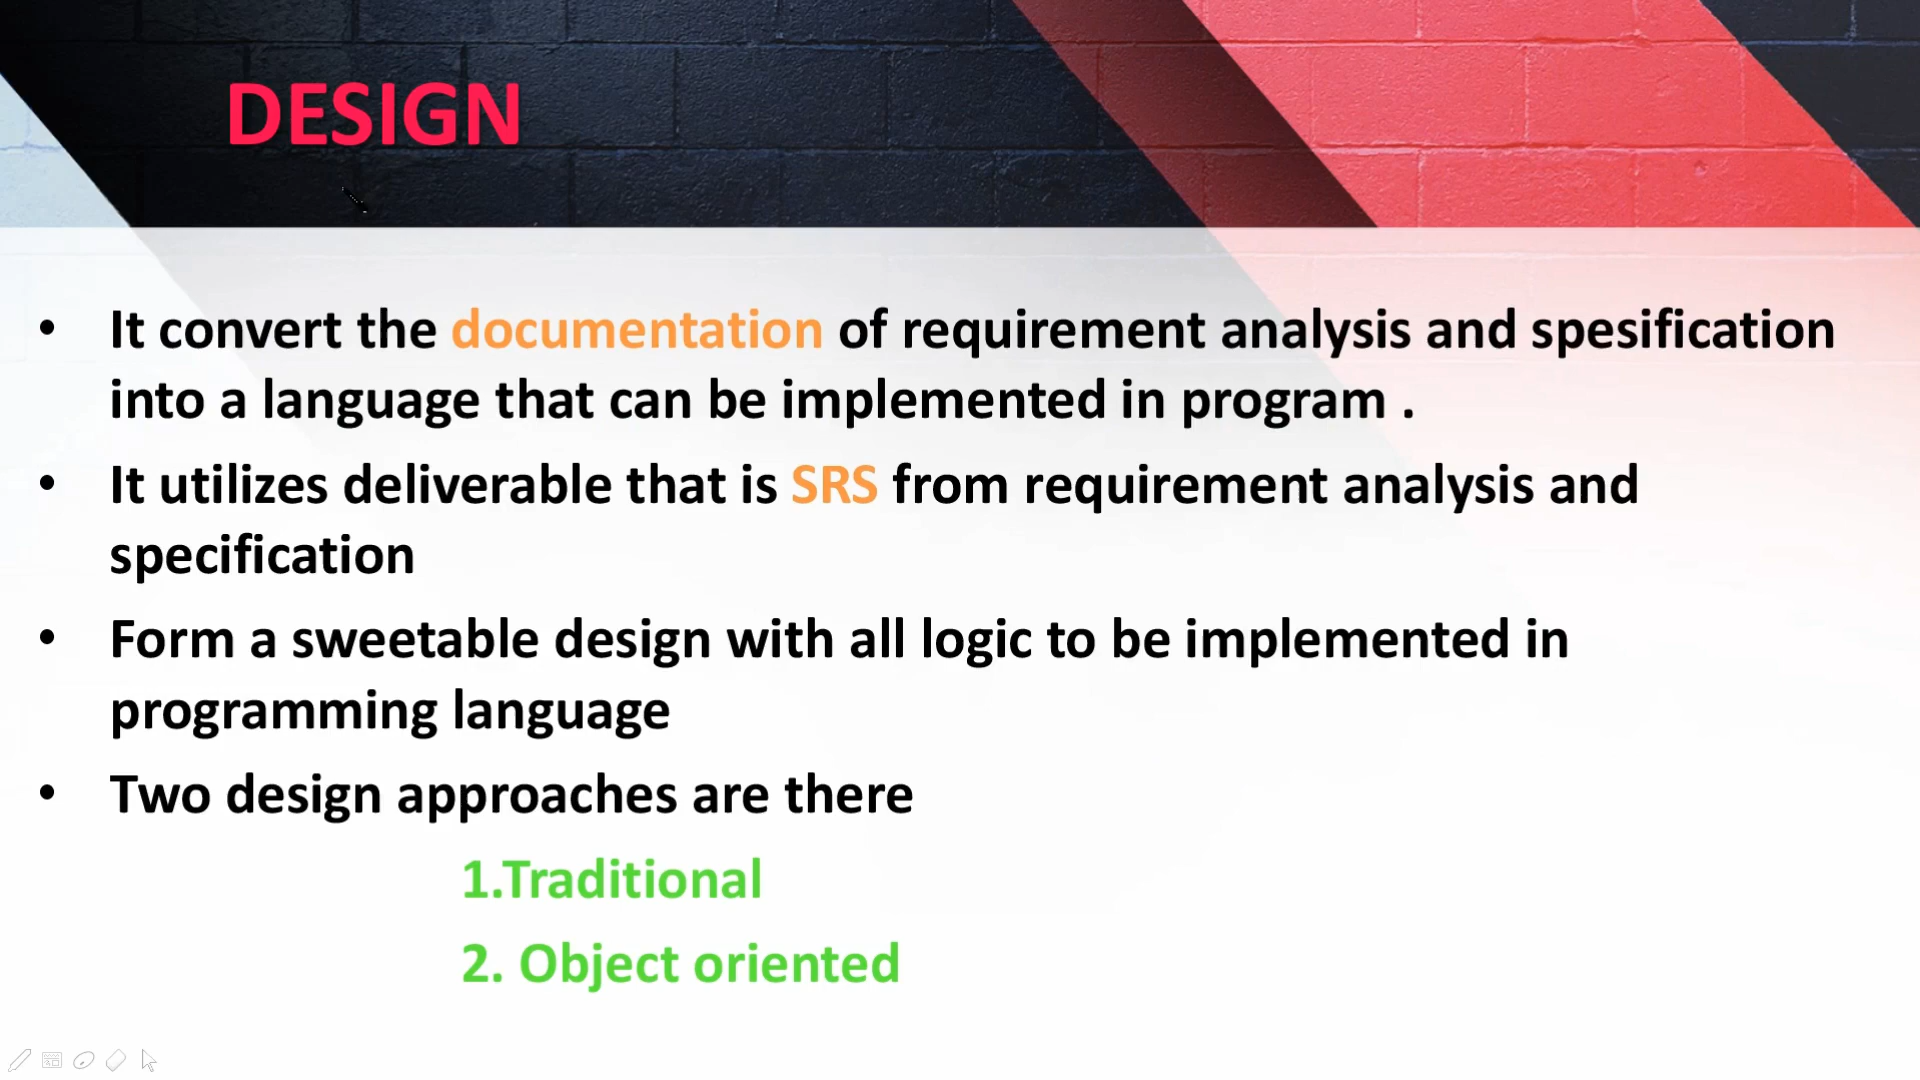 DESIGN
• It convert the documentation of requirement analysis and spesification
into a language that can be implemented in program .
• It utilizes deliverable that is SRS from requirement analysis and
specification
• Form a sweetable design with all logic to be implemented in
programming language
• Two design approaches are there
1.Traditional
2. Object oriented